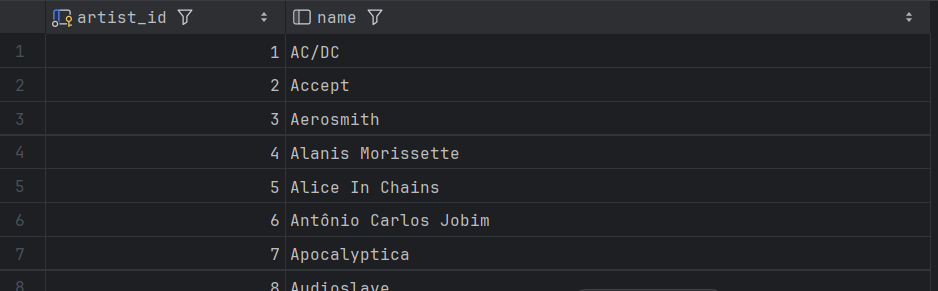 artist_id name
1 1 AC/DC
2 2 Accept
3 3 Aerosmith
4 4 Alanis Morissette
5 5 Alice In Chains
6 6 Antônio Carlos Jobim
7 7 Apocalyptica
8 8 Audioslave